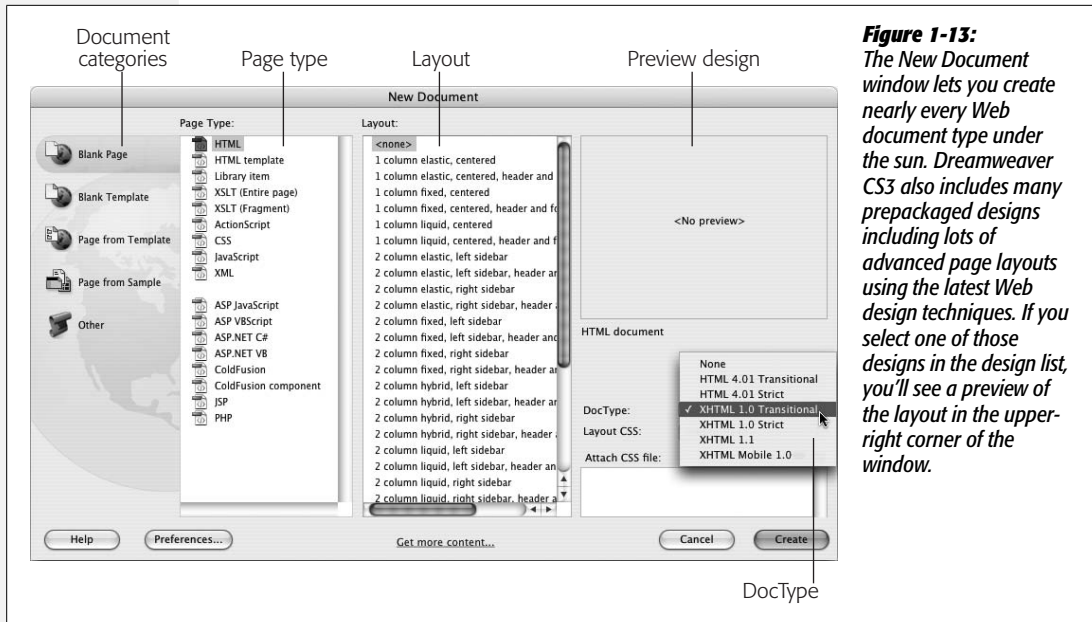 Document
categories
Page type
Layout
Preview design
New Document
Page Type:
Layout:
Blank Page
Blank Template
Page from Template
Page from Sample
Other
HTML
HTML template
Library item
XSLT (Entire page)
XSLT (Fragment)
ActionScript
CSS
JavaScript
XML
ASP JavaScript
ASP VBScript
ASP.NET C#
ASP.NET VB
ColdFusion
ColdFusion component
JSP
PHP
<none>
1 column elastic, centered
1 column elastic, centered, header and
1 column fixed, centered
1 column fixed, centered, header and fo
1 column liquid, centered
1 column liquid, centered, header and f
2 column elastic, left sidebar
2 column elastic, left sidebar, header ar
2 column elastic, right sidebar
2 column elastic, right sidebar, header a
2 column fixed, left sidebar
2 column fixed, left sidebar, header and
2 column fixed, right sidebar
2 column fixed, right sidebar, header ar
2 column hybrid, left sidebar
2 column hybrid, left sidebar, header an
2 column hybrid, right sidebar
2 column hybrid, right sidebar, header a
2 column liquid, left sidebar
2 column liquid, left sidebar, header an
2 column liquid, right sidebar
2 column liquid, right sidebar, header a
<No preview>
HTML document
DocType:
Layout CSS:
Attach CSS file:
None
HTML 4.01 Transitional
HTML 4.01 Strict
✓ XHTML 1.0 Transitional
XHTML 1.0 Strict
XHTML 1.1
XHTML Mobile 1.0
Help
Preferences...
Get more content...
Cancel
Create
DocType
Figure 1-13:
The New Document
window lets you create
nearly every Web
document type under
the sun. Dreamweaver
CS3 also includes many
prepackaged designs
including lots of
advanced page layouts
using the latest Web
design techniques. If you
select one of those
designs in the design list,
you'll see a preview of
the layout in the upper-
right corner of the
window.